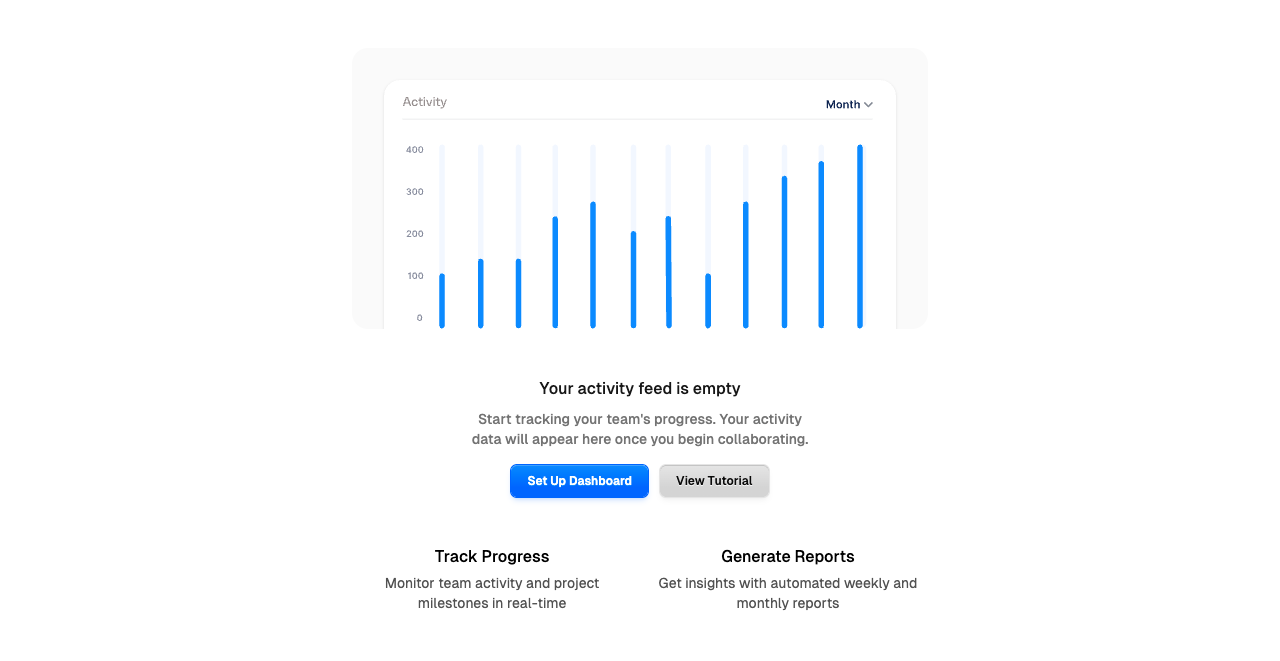 Activity
Month
400
300
200
100
0
Your activity feed is empty
Start tracking your team's progress. Your activity
data will appear here once you begin collaborating.
Set Up Dashboard
View Tutorial
Track Progress
Monitor team activity and project
milestones in real-time
Generate Reports
Get insights with automated weekly and
monthly reports